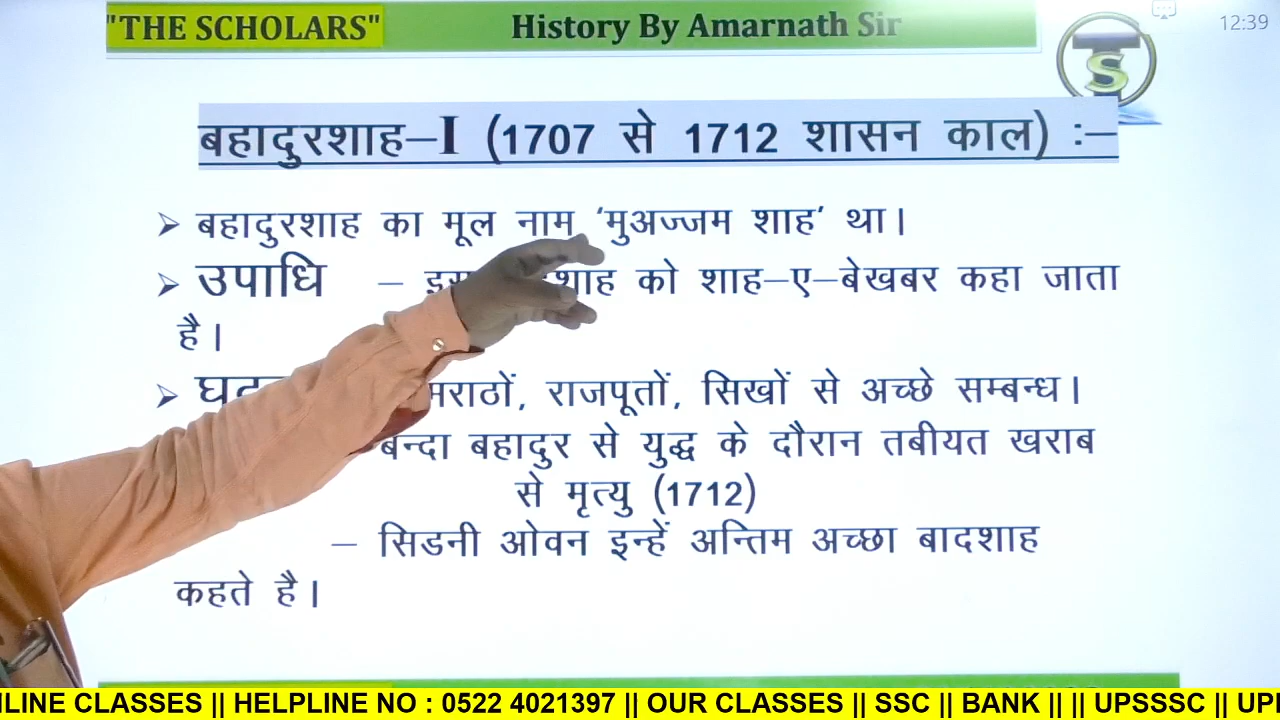 "THE SCHOLARS" History By Amarnath Sir
12:39
TS
बहादुरशाह–I (1707 से 1712 शासन काल) :–
➢ बहादुरशाह का मूल नाम 'मुअज्जम शाह' था।
➢ उपाधि – को शाह–ए–बेखबर कहा जाता
है।
➢ मराठों, राजपूतों, सिखों से अच्छे सम्बन्ध।
बन्दा बहादुर से युद्ध के दौरान तबीयत खराब
से मृत्यु (1712)
– सिडनी ओवन इन्हें अन्तिम अच्छा बादशाह
कहते है।
CLASSES || HELPLINE NO : 0522 4021397 || OUR CLASSES || SSC || BANK || || UPSSSC ||